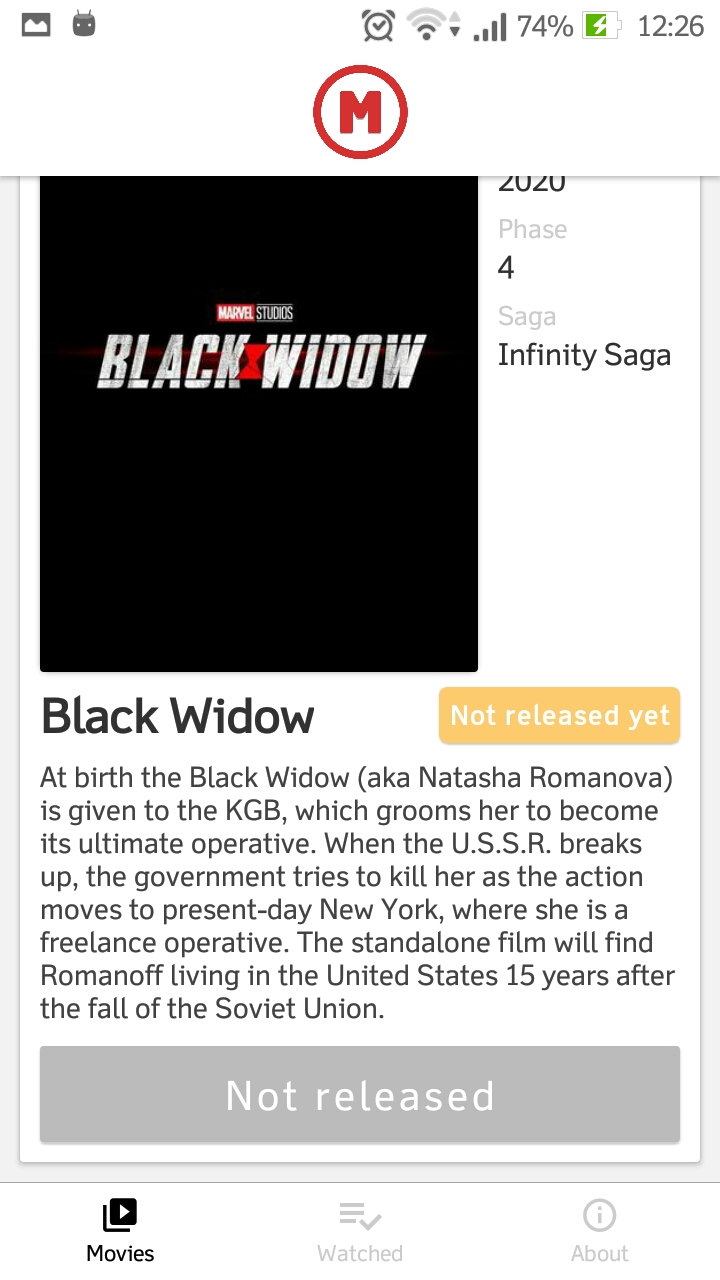 74% 12:26
M
2020
Phase
4
Saga
Infinity Saga
MARVEL STUDIOS
BLACK WIDOW
Black Widow
Not released yet
At birth the Black Widow (aka Natasha Romanova)
is given to the KGB, which grooms her to become
its ultimate operative. When the U.S.S.R. breaks
up, the government tries to kill her as the action
moves to present-day New York, where she is a
freelance operative. The standalone film will find
Romanoff living in the United States 15 years after
the fall of the Soviet Union.
Not released
Movies
Watched
About